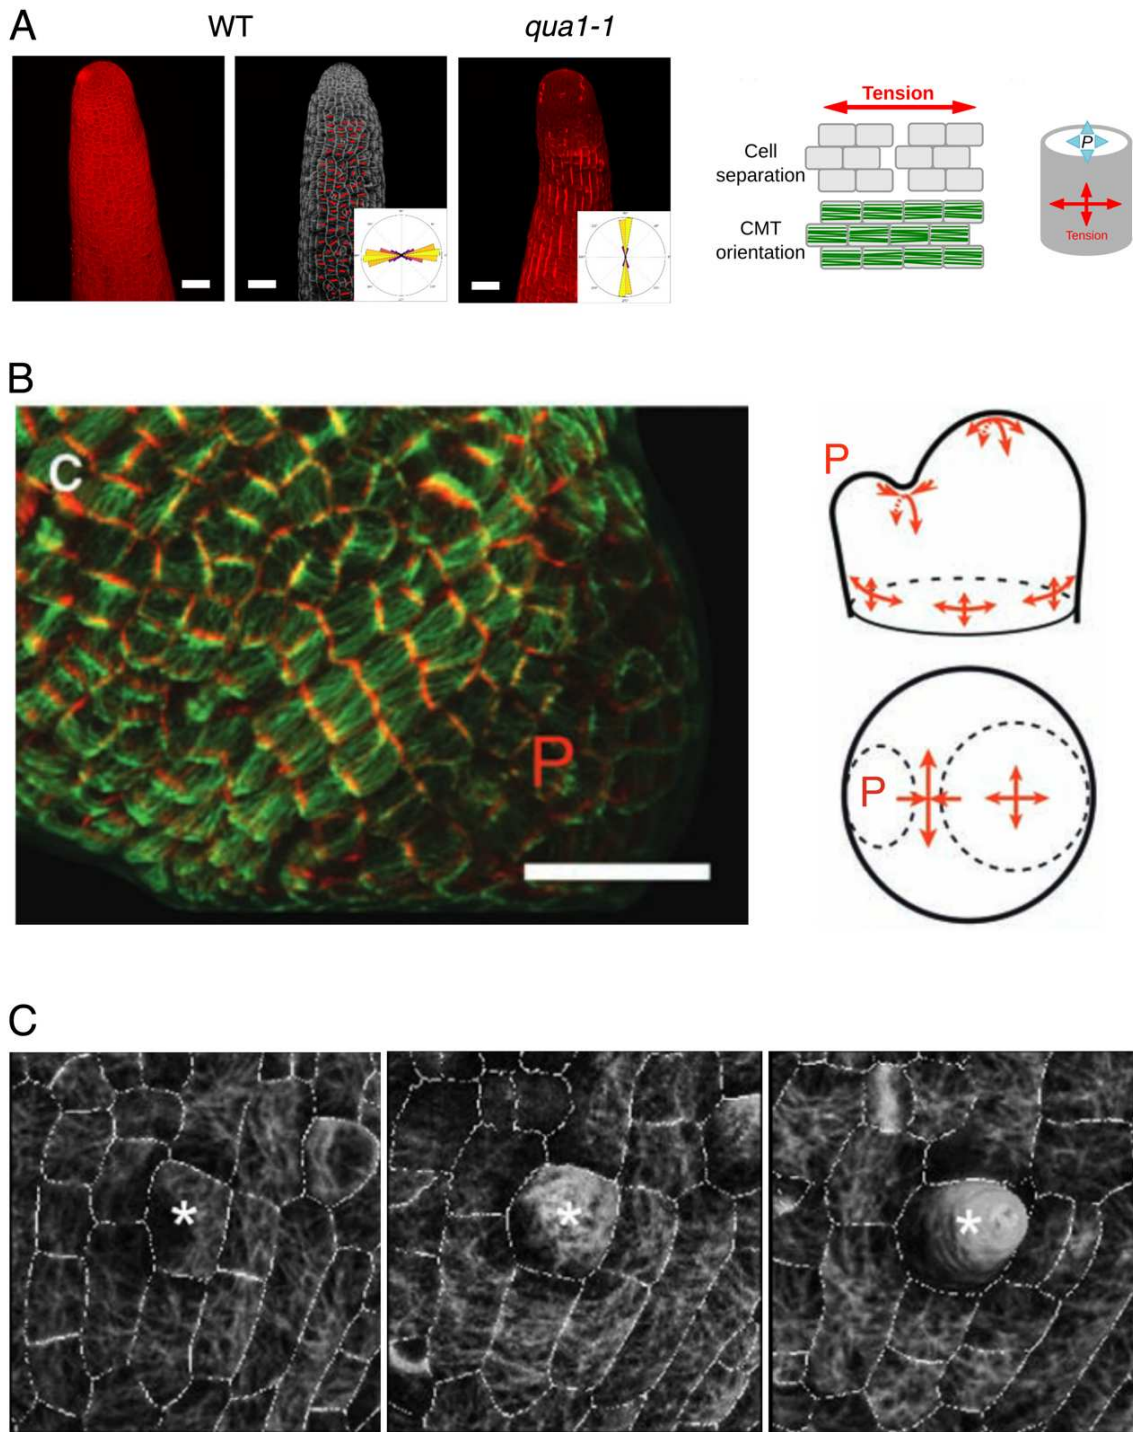 A
WT
qua1-1
Tension
Cell
separation
CMT
orientation
P
Tension
B
C
P
P
P
C
*
*
*